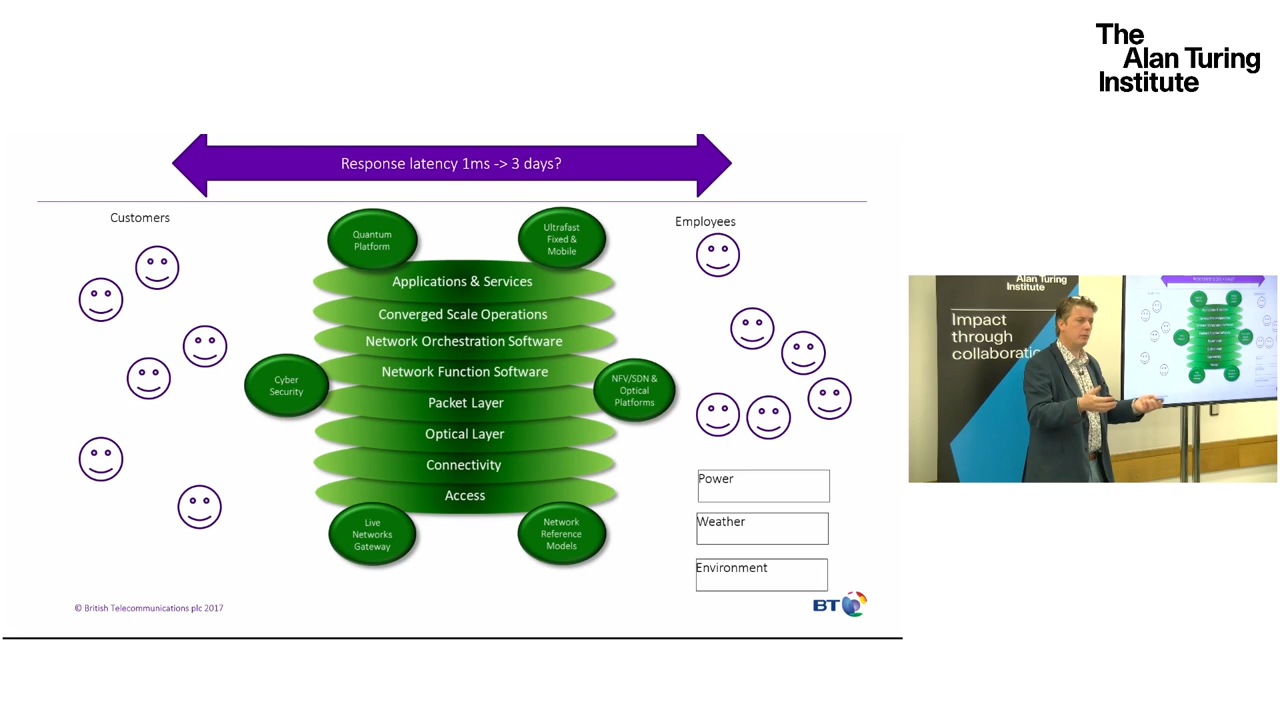 The
Alan Turing
Institute
Response latency 1ms -> 3 days?
Customers
Employees
Quantum
Platform
Ultrafast
Fixed &
Mobile
Applications & Services
Converged Scale Operations
Network Orchestration Software
Network Function Software
Cyber
Security
NFV/SDN &
Optical
Platforms
Packet Layer
Optical Layer
Connectivity
Access
Live
Networks
Gateway
Network
Reference
Models
Power
Weather
Environment
© British Telecommunications plc 2017
BT
Alan Turing
Institute
Impact
through
collaboratio